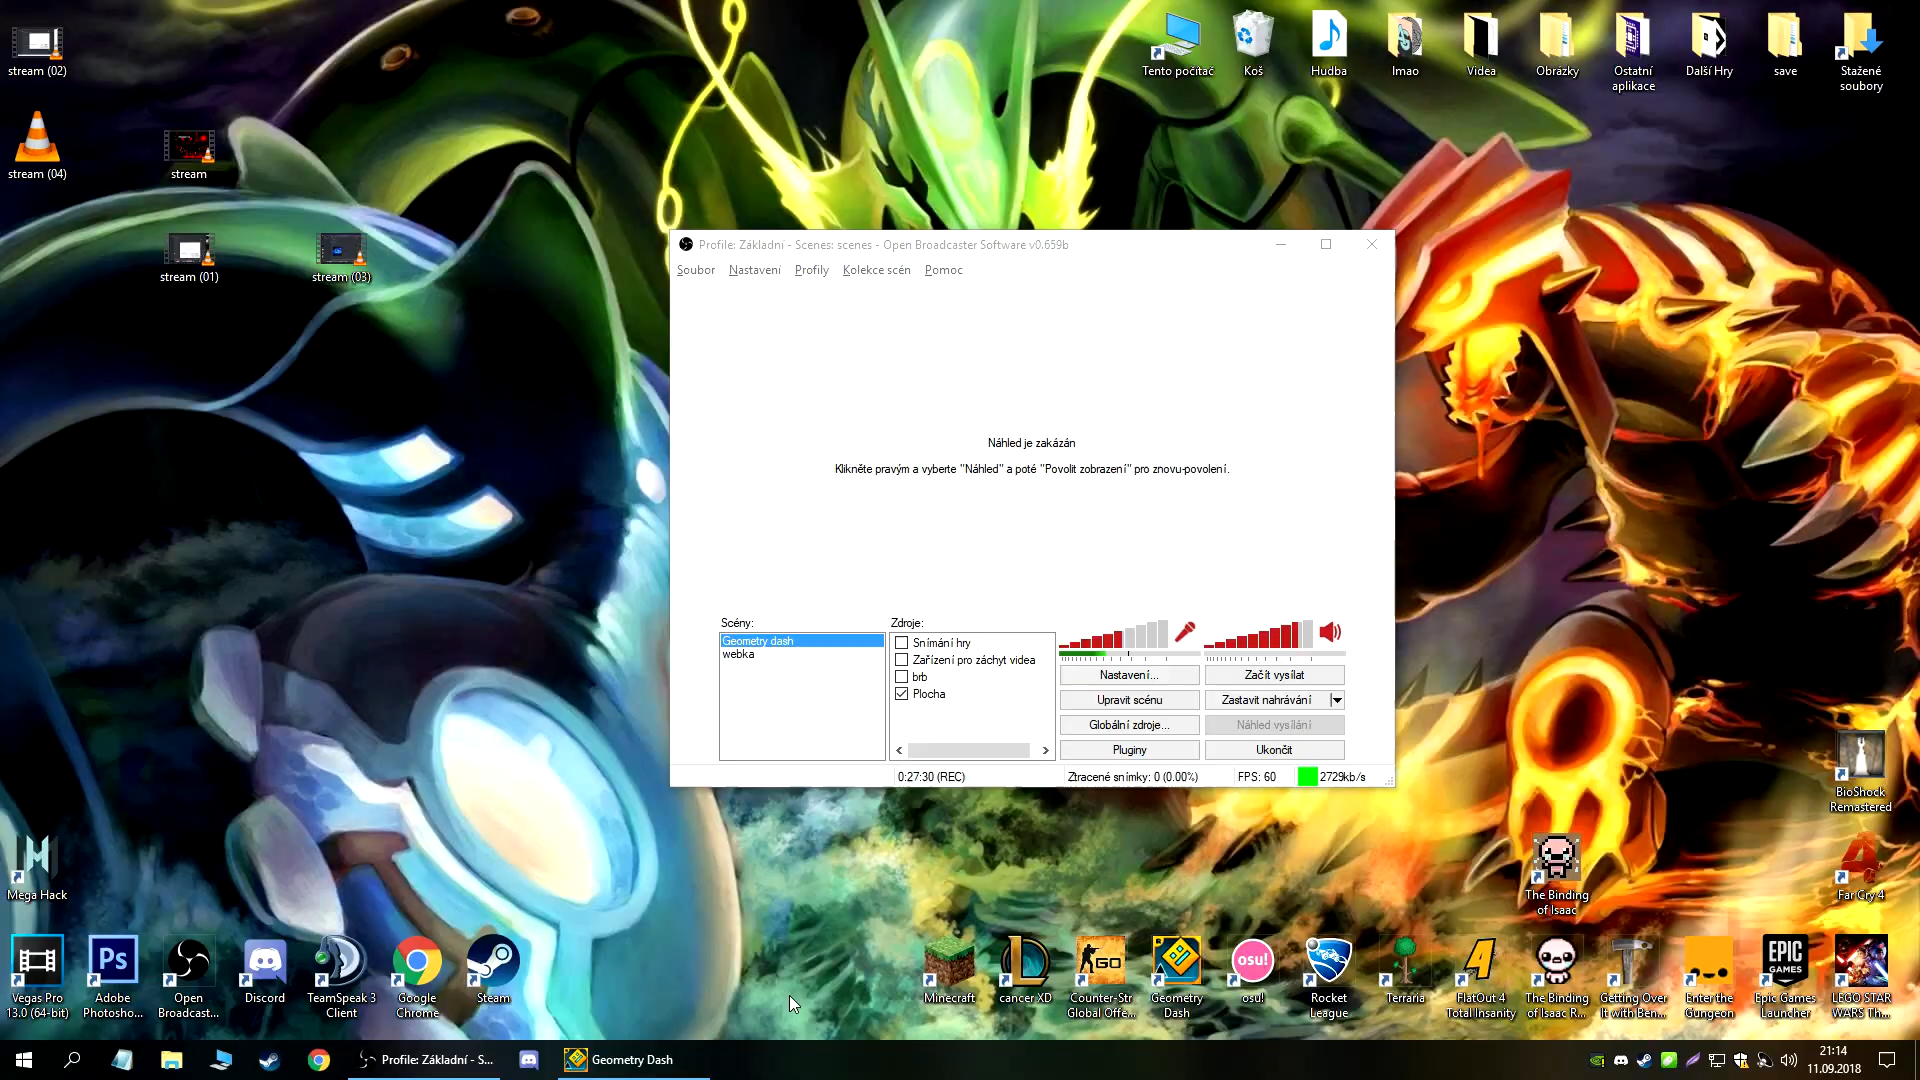 stream (02)
Tento počítač
Koš
Hudba
lmao
Videa
Obrázky
Ostatní
aplikace
Další Hry
save
Stažené
soubory
stream (04)
stream
stream (01)
stream (03)
Profile: Základní - Scenes: scenes - Open Broadcaster Software v0.659b
Soubor Nastavení Profily Kolekce scén Pomoc
Náhled je zakázán
Klikněte pravým a vyberte "Náhled" a poté "Povolit zobrazení" pro znovu-povolení.
Scény:
Geometry dash
webka
Zdroje:
Snímání hry
Zařízení pro záchyt videa
brb
Plocha
Nastavení...
Začít vysílat
Upravit scénu
Zastavit nahrávání
Globální zdroje...
Náhled vysílání
Pluginy
Ukončit
0:27:30 (REC)
Ztracené snímky: 0 (0.00%)
FPS: 60
2729kb/s
BioShock
Remastered
Mega Hack
The Binding
of Isaac
Far Cry 4
Ps
GO
osu!
EPIC
GAMES
Vegas Pro
13.0 (64-bit)
Adobe
Photosho...
Open
Broadcast...
Discord
TeamSpeak 3
Client
Google
Chrome
Steam
Minecraft
cancer XD
Counter-Str
Global Offe...
Geometry
Dash
osu!
Rocket
League
Terraria
FlatOut 4
Total Insanity
The Binding
of Isaac R...
Getting Over
It with Ben...
Enter the
Gungeon
Epic Games
Launcher
LEGO STAR
WARS Th...
Profile: Základní - S...
Geometry Dash
21:14
11.09.2018